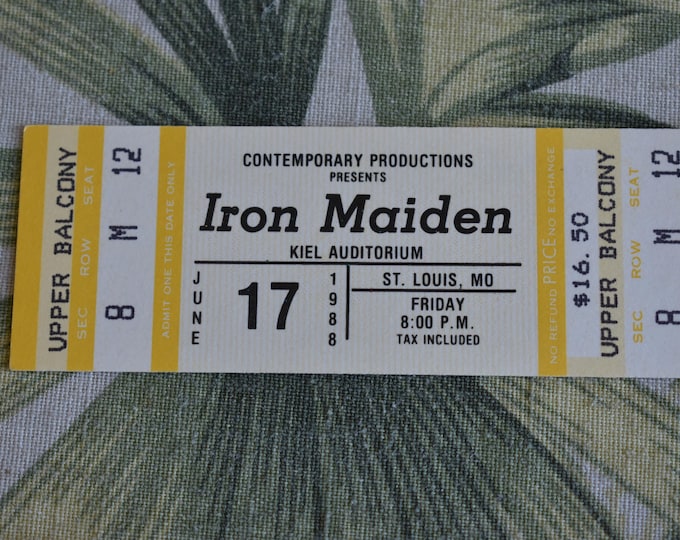 UPPER BALCONY
SEC ROW SEAT
8 M 12
ADMIT ONE THIS DATE ONLY
CONTEMPORARY PRODUCTIONS
PRESENTS
Iron Maiden
KIEL AUDITORIUM
JUNE
17
1988
ST. LOUIS, MO
FRIDAY
8:00 P.M.
TAX INCLUDED
NO REFUND PRICE NO EXCHANGE
$16.50
UPPER BALCONY
SEC ROW SEAT
8 M 12